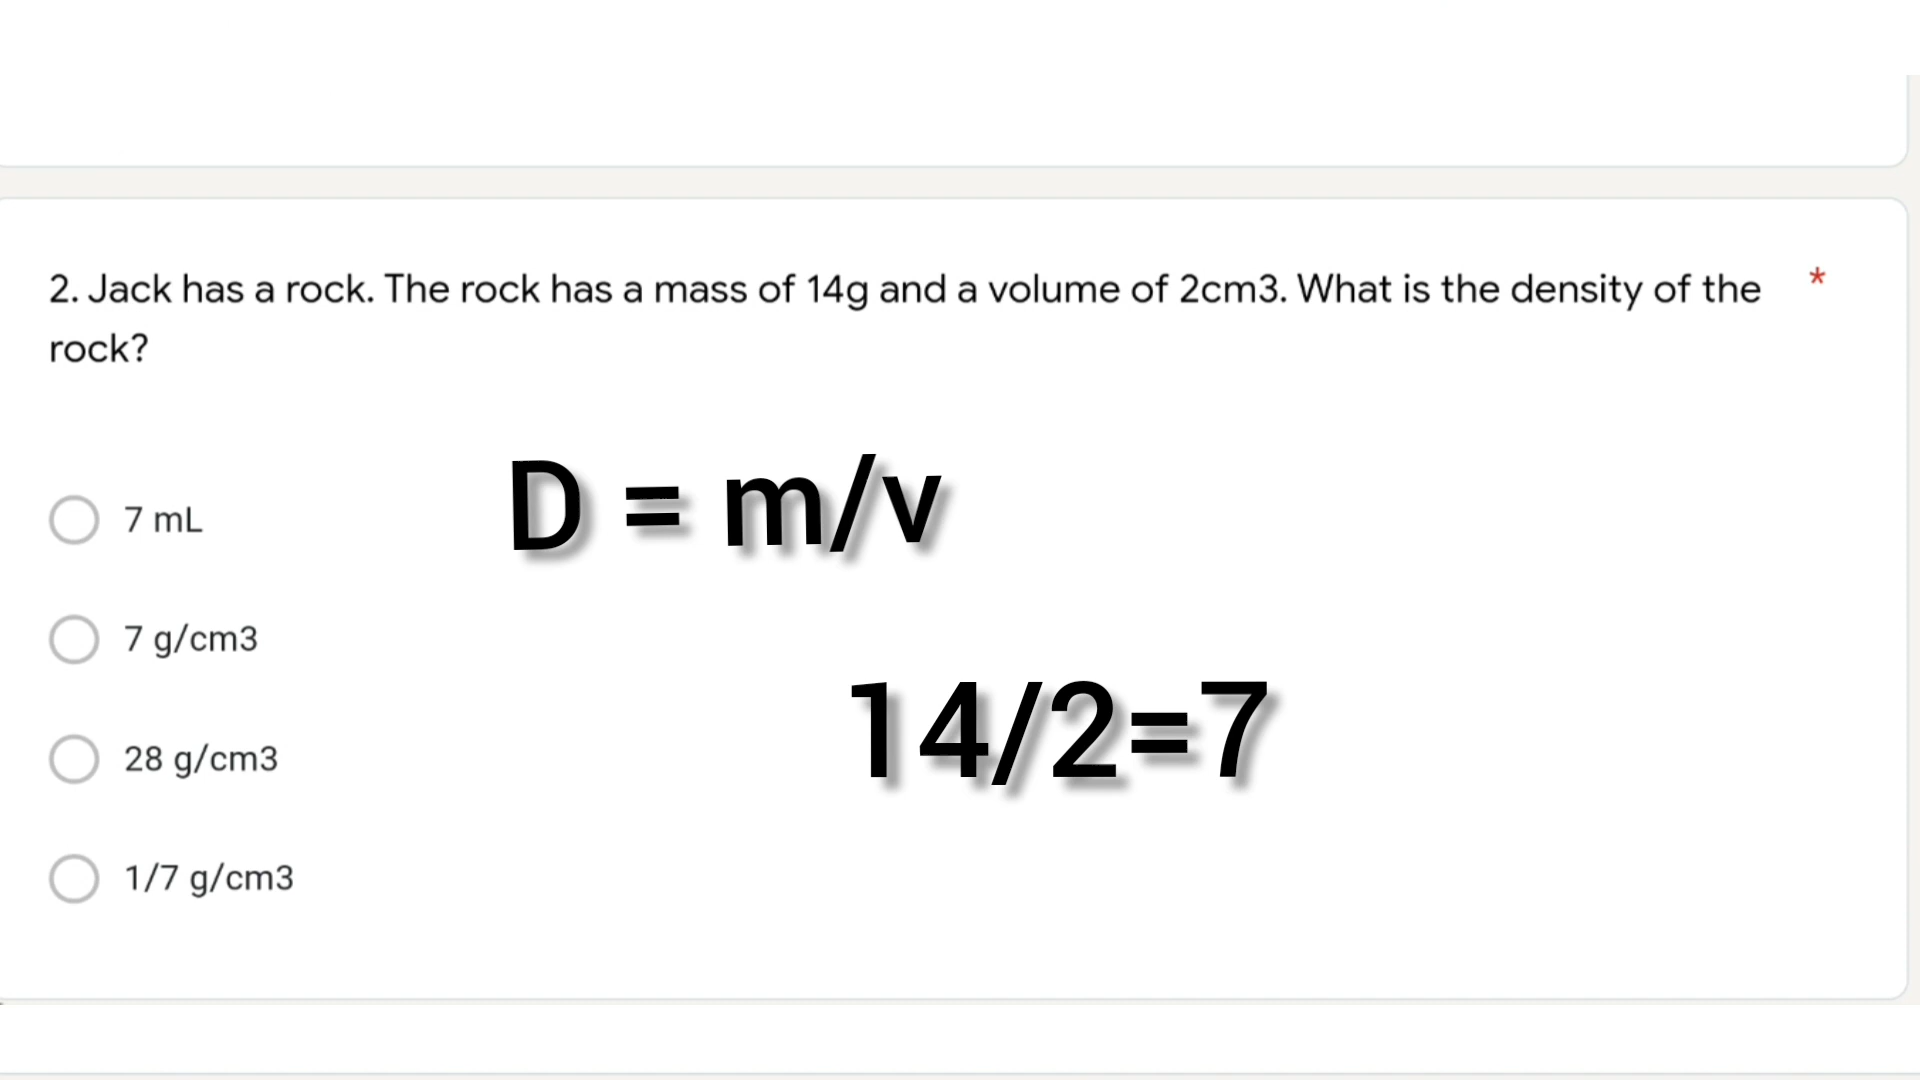 2. Jack has a rock. The rock has a mass of 14g and a volume of 2cm3. What is the density of the *
rock?
D = m/v
7 mL
7 g/cm3
14/2=7
28 g/cm3
1/7 g/cm3